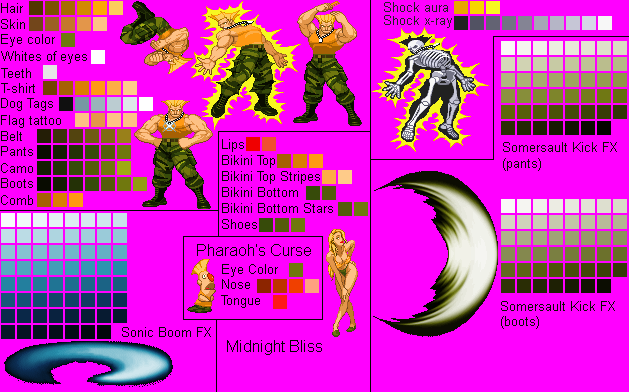 Hair
Skin
Eye color
Whites of eyes
Teeth
T-shirt
Dog Tags
Flag tattoo
Belt
Pants
Camo
Boots
Comb
Shock aura
Shock x-ray
Somersault Kick FX
(pants)
Lips
Bikini Top
Bikini Top Stripes
Bikini Bottom
Bikini Bottom Stars
Shoes
Pharaoh's Curse
Eye Color
Nose
Tongue
Midnight Bliss
Sonic Boom FX
Somersault Kick FX
(boots)